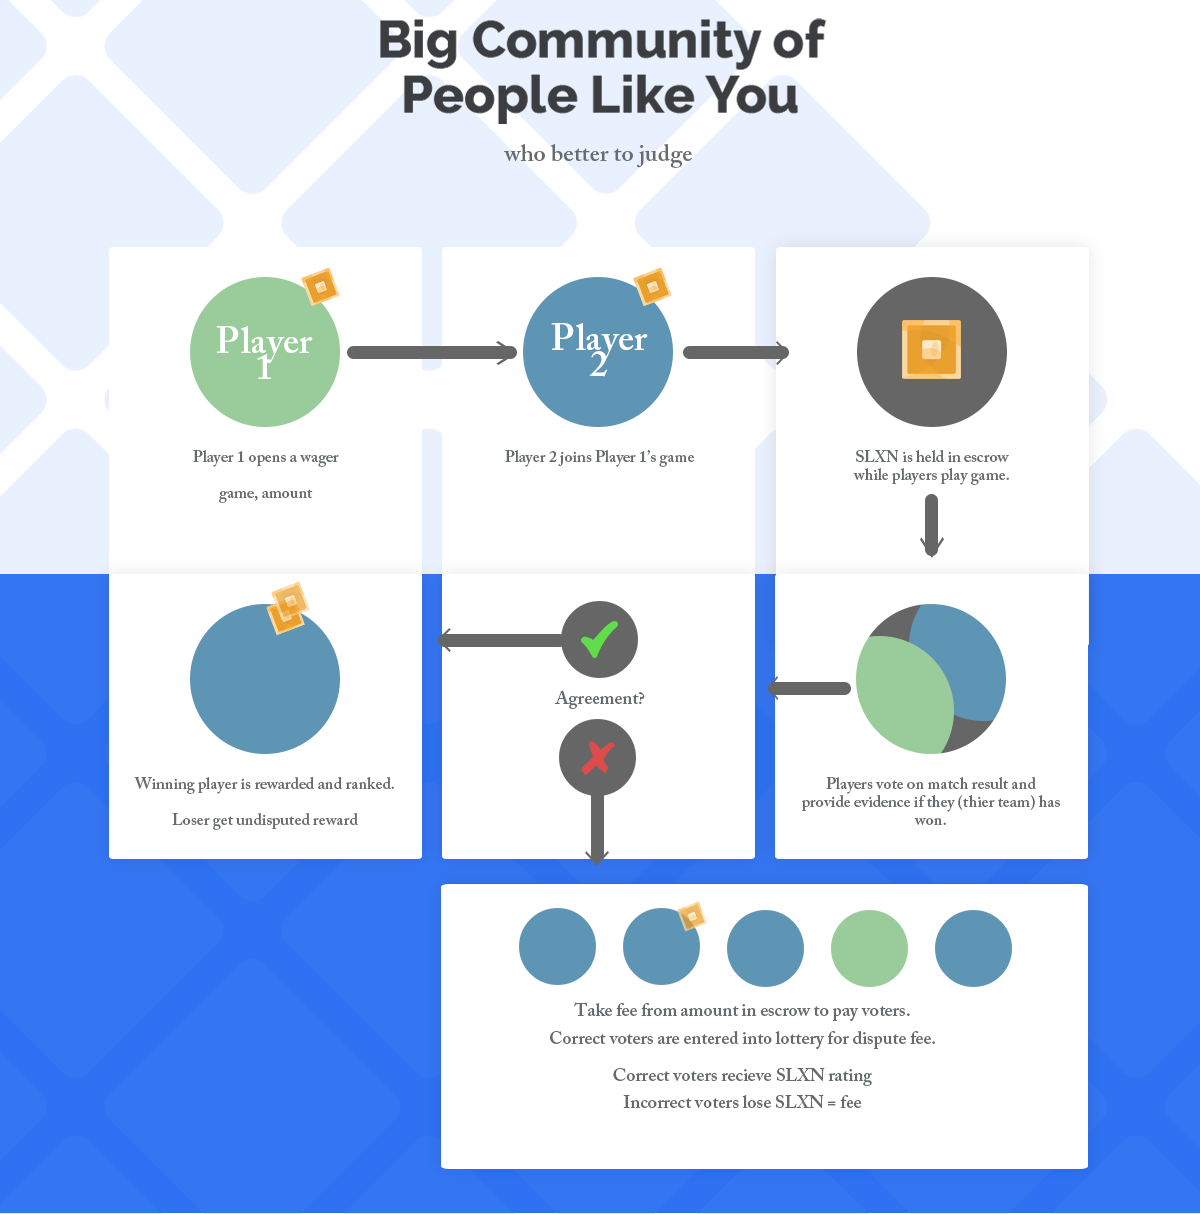 Big Community of
People Like You
who better to judge
Player
1
Player
2
Player 1 opens a wager
game, amount
Player 2 joins Player 1's game
SLXN is held in escrow
while players play game.
Winning player is rewarded and ranked.
Loser get undisputed reward
Agreement?
Players vote on match result and
provide evidence if they (thier team) has
won.
Take fee from amount in escrow to pay voters.
Correct voters are entered into lottery for dispute fee.
Correct voters recieve SLXN rating
Incorrect voters lose SLXN = fee